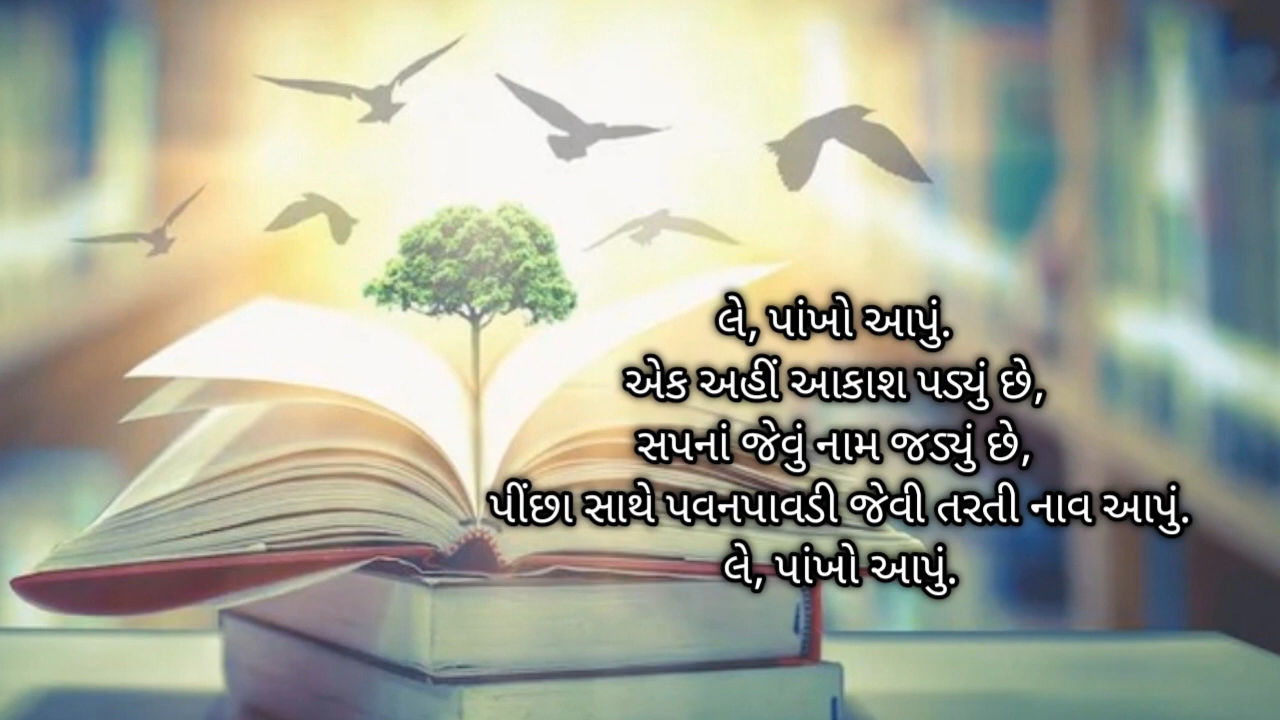 લે, પાંખો આપું.
એક અહીં આકાશ પડ્યું છે,
સપનાં જેવું નામ જડ્યું છે,
પીંછા સાથે પવનપાવડી જેવી તરતી નાવ આપું.
લે, પાંખો આપું.